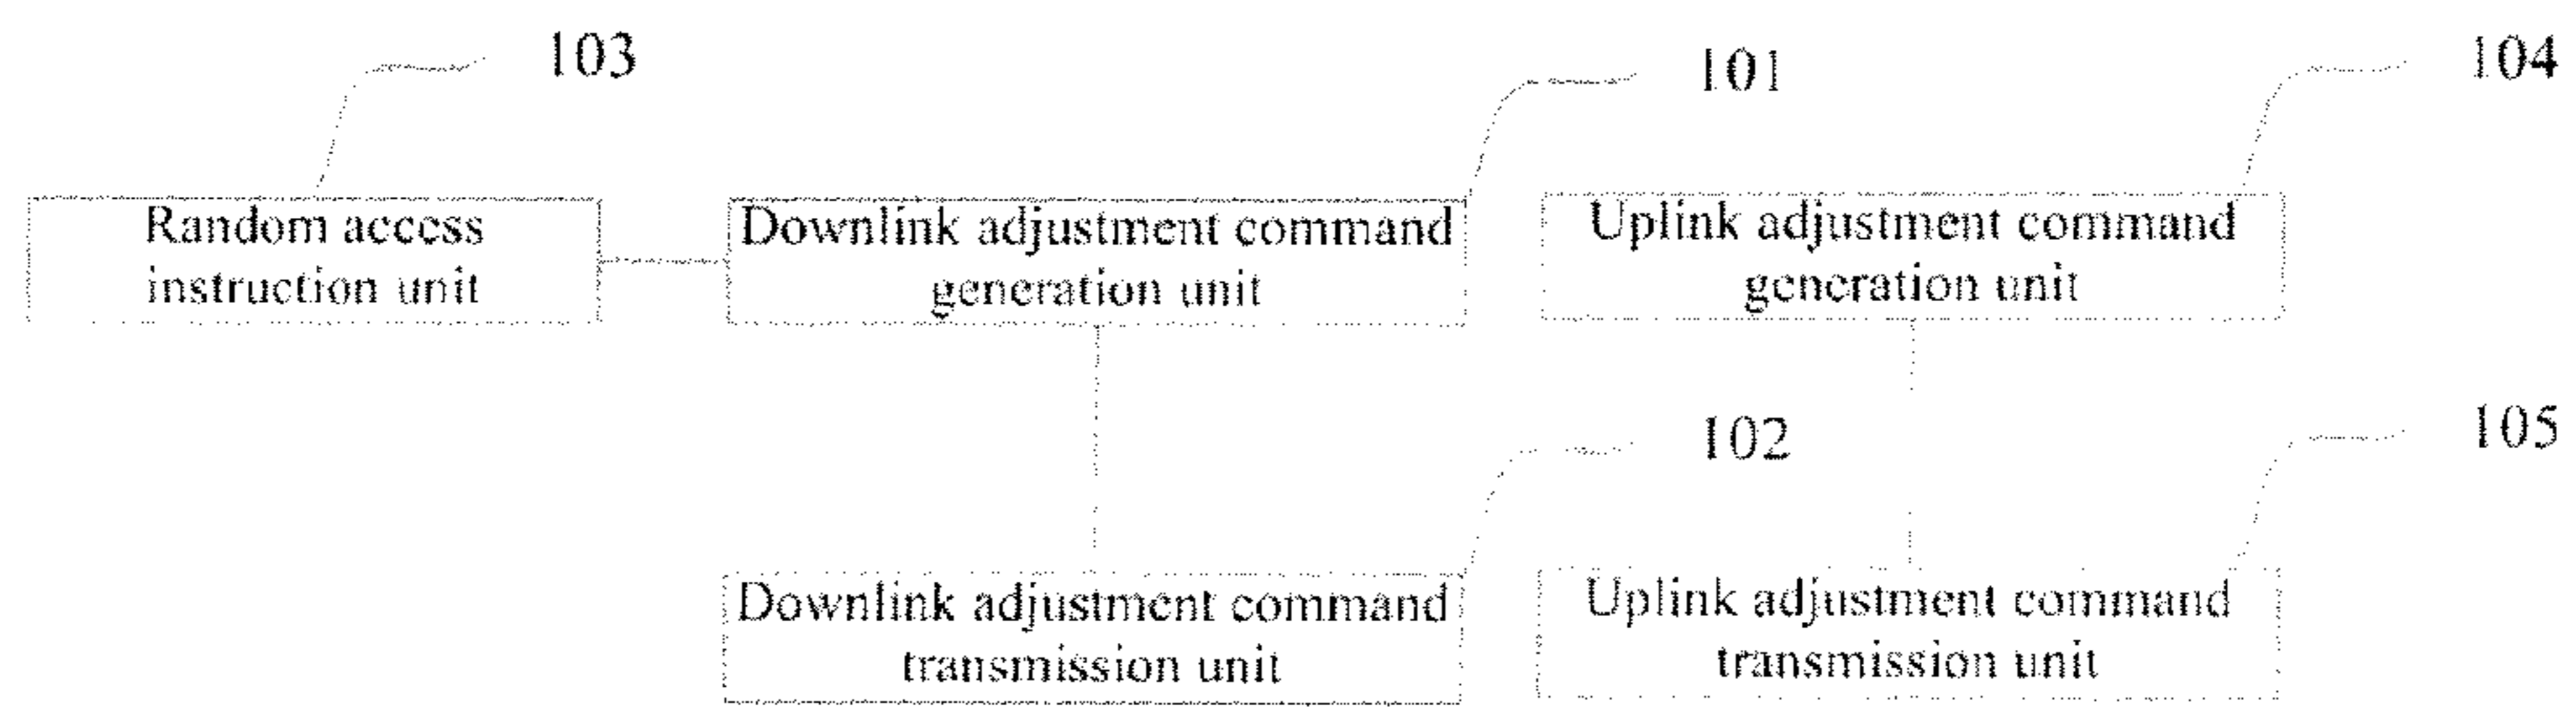 103
101
104
Random access
instruction unit
Downlink adjustment command
generation unit
Uplink adjustment command
generation unit
102
105
Downlink adjustment command
transmission unit
Uplink adjustment command
transmission unit